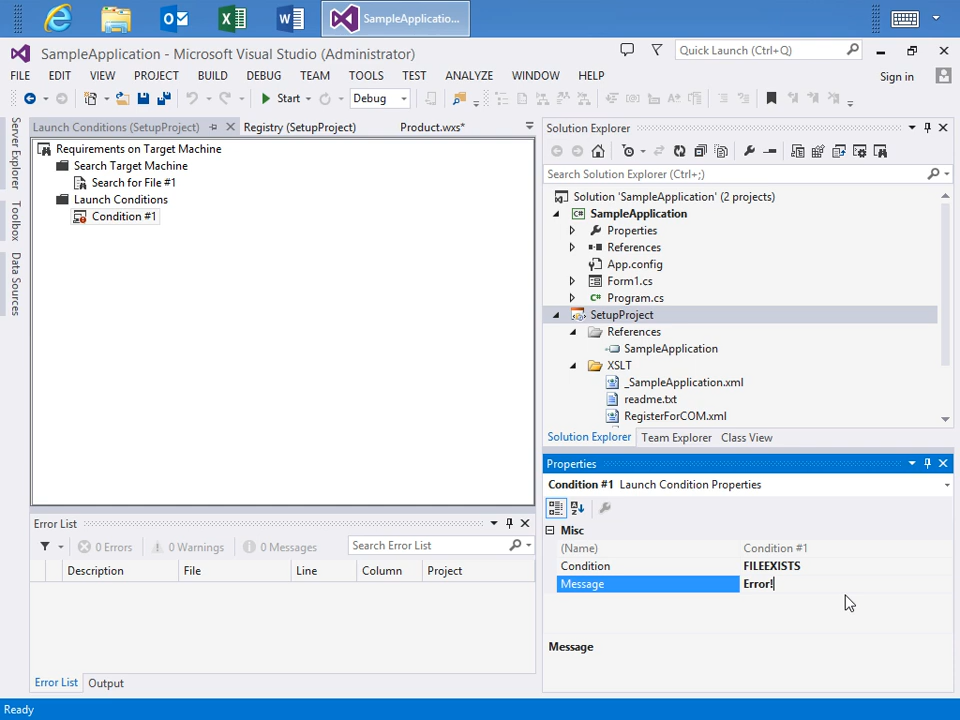 SampleApplicatio...
SampleApplication - Microsoft Visual Studio (Administrator)
Quick Launch (Ctrl+Q)
FILE EDIT VIEW PROJECT BUILD DEBUG TEAM TOOLS TEST ANALYZE WINDOW HELP
Sign in
Start
Debug
Server Explorer
Toolbox
Data Sources
Launch Conditions (SetupProject)
Registry (SetupProject)
Product.wxs*
Requirements on Target Machine
Search Target Machine
Search for File #1
Launch Conditions
Condition #1
Solution Explorer
Search Solution Explorer (Ctrl+;)
Solution 'SampleApplication' (2 projects)
SampleApplication
Properties
References
App.config
Form1.cs
C# Program.cs
SetupProject
References
SampleApplication
XSLT
_SampleApplication.xml
readme.txt
RegisterForCOM.xml
Solution Explorer Team Explorer Class View
Properties
Condition #1 Launch Condition Properties
Misc
(Name) Condition #1
Condition FILEEXISTS
Message Error!
Message
Error List
0 Errors 0 Warnings 0 Messages
Search Error List
Description File Line Column Project
Error List Output
Ready